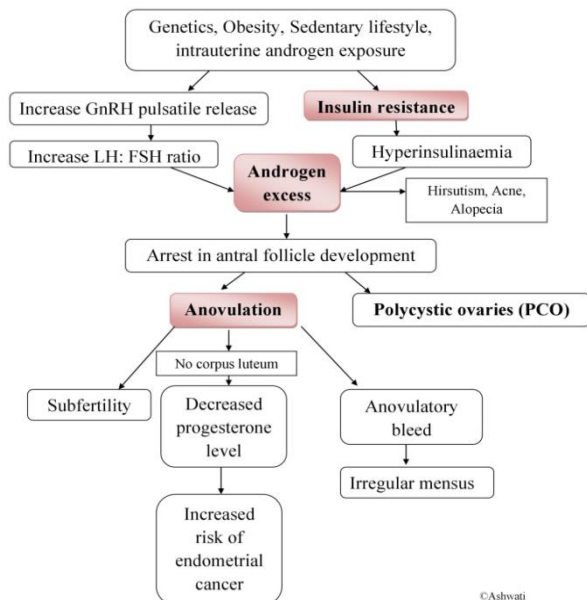 Genetics, Obesity, Sedentary lifestyle,
intrauterine androgen exposure
Increase GnRH pulsatile release
Insulin resistance
Increase LH: FSH ratio
Hyperinsulinaemia
Androgen
excess
Hirsutism, Acne,
Alopecia
Arrest in antral follicle development
Anovulation
Polycystic ovaries (PCO)
No corpus luteum
Subfertility
Decreased
progesterone
level
Anovulatory
bleed
Irregular mensus
Increased
risk of
endometrial
cancer
©Ashwati